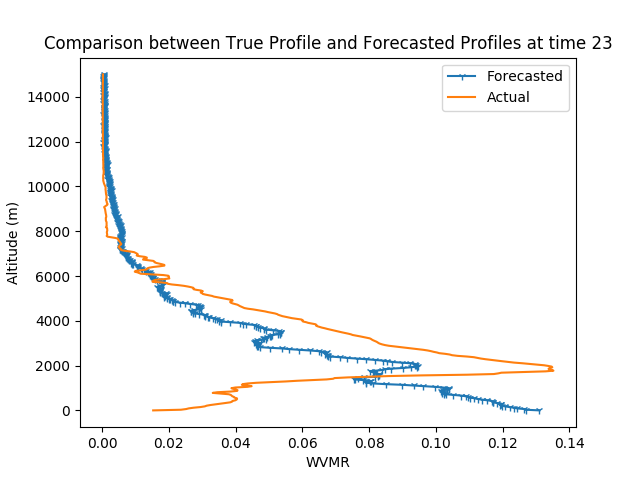 Comparison between True Profile and Forecasted Profiles at time 23
Forecasted
Actual
14000
12000
10000
8000
6000
4000
2000
0
Altitude (m)
0.00 0.02 0.04 0.06 0.08 0.10 0.12 0.14
WVMR